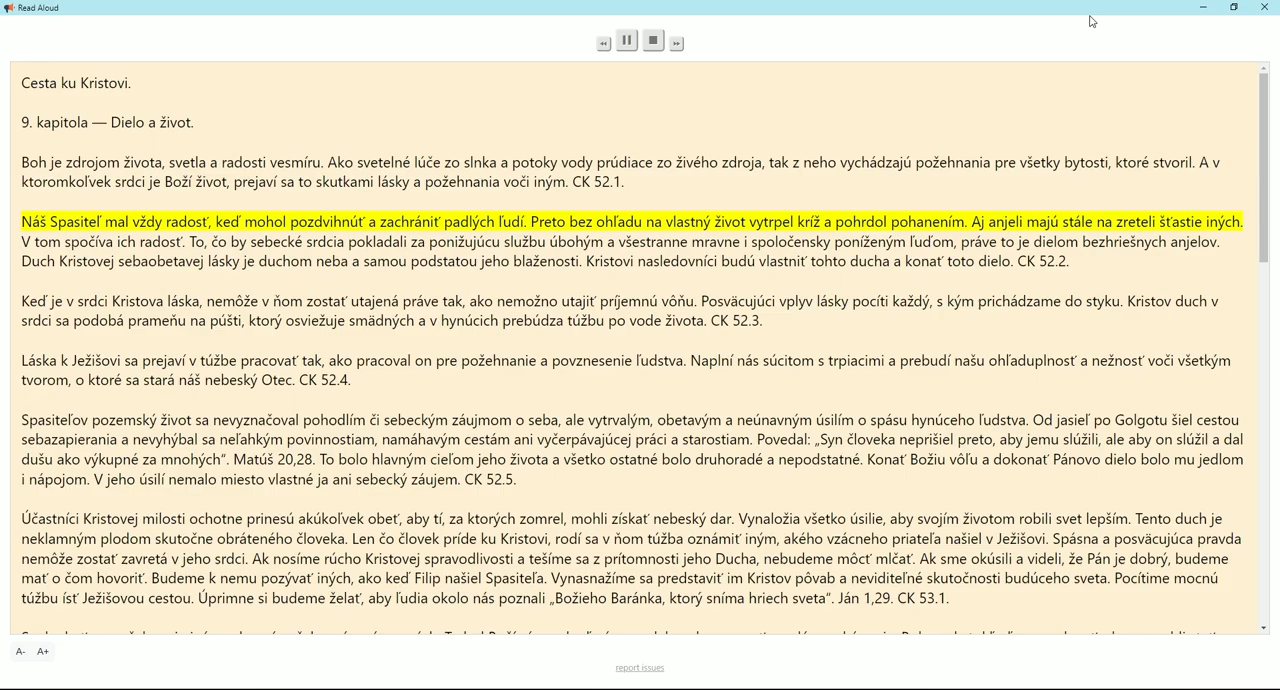 Read Aloud
Cesta ku Kristovi.
9. kapitola — Dielo a život.
Boh je zdrojom života, svetla a radosti vesmíru. Ako svetelné lúče zo slnka a potoky vody prúdiace zo živého zdroja, tak z neho vychádzajú požehnania pre všetky bytosti, ktoré stvoril. A v
ktoromkoľvek srdci je Boží život, prejaví sa to skutkami lásky a požehnania voči iným. CK 52.1.
Náš Spasiteľ mal vždy radosť, keď mohol pozdvihnúť a zachrániť padlých ľudí. Preto bez ohľadu na vlastný život vytrpel kríž a pohrdol pohanením. Aj anjeli majú stále na zreteli šťastie iných.
V tom spočíva ich radosť. To, čo by sebecké srdcia pokladali za ponižujúcu službu úbohým a všestranne mravne i spoločensky poníženým ľuďom, práve to je dielom bezhriešnych anjelov.
Duch Kristovej sebaobetavej lásky je duchom neba a samou podstatou jeho blaženosti. Kristovi nasledovníci budú vlastniť tohto ducha a konať toto dielo. CK 52.2.
Keď je v srdci Kristova láska, nemôže v ňom zostať utajená práve tak, ako nemožno utajiť príjemnú vôňu. Posväcujúci vplyv lásky pocíti každý, s kým prichádzame do styku. Kristov duch v
srdci sa podobá prameňu na púšti, ktorý osviežuje smädných a v hynúcich prebúdza túžbu po vode života. CK 52.3.
Láska k Ježišovi sa prejaví v túžbe pracovať tak, ako pracoval on pre požehnanie a povznesenie ľudstva. Naplní nás súcitom s trpiacimi a prebudí našu ohľaduplnosť a nežnosť voči všetkým
tvorom, o ktoré sa stará náš nebeský Otec. CK 52.4.
Spasiteľov pozemský život sa nevyznačoval pohodlím či sebeckým záujmom o seba, ale vytrvalým, obetavým a neúnavným úsilím o spásu hynúceho ľudstva. Od jasieľ po Golgotu šiel cestou
sebazapierania a nevyhýbal sa neľahkým povinnostiam, namáhavým cestám ani vyčerpávajúcej práci a starostiam. Povedal: „Syn človeka neprišiel preto, aby jemu slúžili, ale aby on slúžil a dal
dušu ako výkupné za mnohých“. Matúš 20,28. To bolo hlavným cieľom jeho života a všetko ostatné bolo druhoradé a nepodstatné. Konať Božiu vôľu a dokonať Pánovo dielo bolo mu jedlom
i nápojom. V jeho úsilí nemalo miesto vlastné ja ani sebecký záujem. CK 52.5.
Účastníci Kristovej milosti ochotne prinesú akúkoľvek obeť, aby tí, za ktorých zomrel, mohli získať nebeský dar. Vynaložia všetko úsilie, aby svojím životom robili svet lepším. Tento duch je
neklamným plodom skutočne obráteného človeka. Len čo človek príde ku Kristovi, rodí sa v ňom túžba oznámiť iným, akého vzácneho priateľa našiel v Ježišovi. Spásna a posväcujúca pravda
nemôže zostať zavretá v jeho srdci. Ak nosíme rúcho Kristovej spravodlivosti a tešíme sa z prítomnosti jeho Ducha, nebudeme môcť mlčať. Ak sme okúsili a videli, že Pán je dobrý, budeme
mať o čom hovoriť. Budeme k nemu pozývať iných, ako keď Filip našiel Spasiteľa. Vynasnažíme sa predstaviť im Kristov pôvab a neviditeľné skutočnosti budúceho sveta. Pocítime mocnú
túžbu ísť Ježišovou cestou. Úprimne si budeme želať, aby ľudia okolo nás poznali „Božieho Baránka, ktorý sníma hriech sveta“. Ján 1,29. CK 53.1.
A- A+
report issues